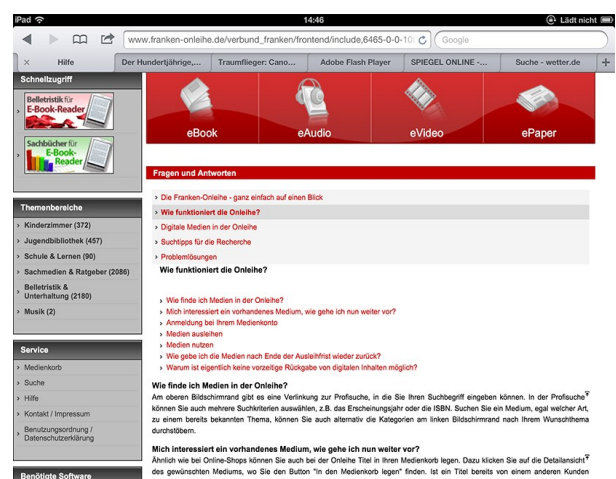 iPad 14:46 Lädt nicht
www.franken-onleihe.de/verbund_franken/frontend/include,6465-0-0-10 Google
Hilfe Der Hundertjährige,... Traumflieger: Cano... Adobe Flash Player SPIEGEL ONLINE -... Suche - wetter.de
Schnellzugriff
Belletristik für
E-Book-Reader
Sachbücher für
E-Book-
Reader
Themenbereiche
Kinderzimmer (372)
Jugendbibliothek (457)
Schule & Lernen (90)
Sachmedien & Ratgeber (2086)
Belletristik &
Unterhaltung (2180)
Musik (2)
Service
Medienkorb
Suche
Hilfe
Kontakt / Impressum
Benutzungsordnung /
Datenschutzerklärung
Benötigte Software
eBook eAudio eVideo ePaper
Fragen und Antworten
Die Franken-Onleihe - ganz einfach auf einen Blick
Wie funktioniert die Onleihe?
Digitale Medien in der Onleihe
Suchtipps für die Recherche
Problemlösungen
Wie funktioniert die Onleihe?
Wie finde ich Medien in der Onleihe?
Mich interessiert ein vorhandenes Medium, wie gehe ich nun weiter vor?
Anmeldung bei Ihrem Medienkonto
Medien ausleihen
Medien nutzen
Wie gebe ich die Medien nach Ende der Ausleihfrist wieder zurück?
Warum ist eigentlich keine vorzeitige Rückgabe von digitalen Inhalten möglich?
Wie finde ich Medien in der Onleihe?
Am oberen Bildschirmrand gibt es eine Verlinkung zur Profisuche, in die Sie Ihren Suchbegriff eingeben können. In der Profisuche
können Sie auch mehrere Suchkriterien auswählen, z.B. das Erscheinungsjahr oder die ISBN. Suchen Sie ein Medium, egal welcher Art,
zu einem bereits bekannten Thema, können Sie auch alternativ die Kategorien am linken Bildschirmrand nach Ihrem Wunschthema
durchstöbern.
Mich interessiert ein vorhandenes Medium, wie gehe ich nun weiter vor?
Ähnlich wie bei Online-Shops können Sie auch bei der Onleihe Titel in Ihren Medienkorb legen. Dazu klicken Sie auf die Detailansicht
des gewünschten Mediums, wo Sie den Button "In den Medienkorb legen" finden. Ist ein Titel bereits von einem anderen Kunden